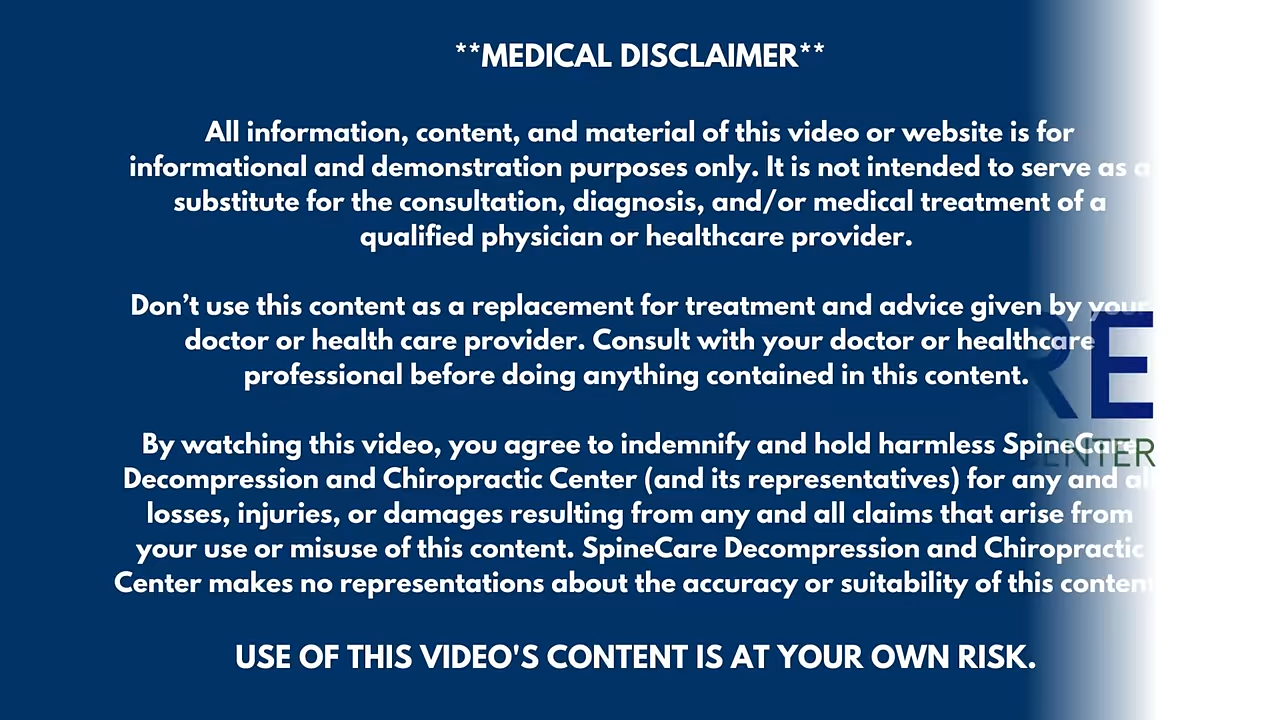 **MEDICAL DISCLAIMER**
All information, content, and material of this video or website is for
informational and demonstration purposes only. It is not intended to serve as a
substitute for the consultation, diagnosis, and/or medical treatment of a
qualified physician or healthcare provider.
Don’t use this content as a replacement for treatment and advice given by your
doctor or health care provider. Consult with your doctor or healthcare
professional before doing anything contained in this content.
RE
By watching this video, you agree to indemnify and hold harmless SpineCare
CENTER
Decompression and Chiropractic Center (and its representatives) for any and all
losses, injuries, or damages resulting from any and all claims that arise from
your use or misuse of this content. SpineCare Decompression and Chiropractic
Center makes no representations about the accuracy or suitability of this content
USE OF THIS VIDEO'S CONTENT IS AT YOUR OWN RISK.